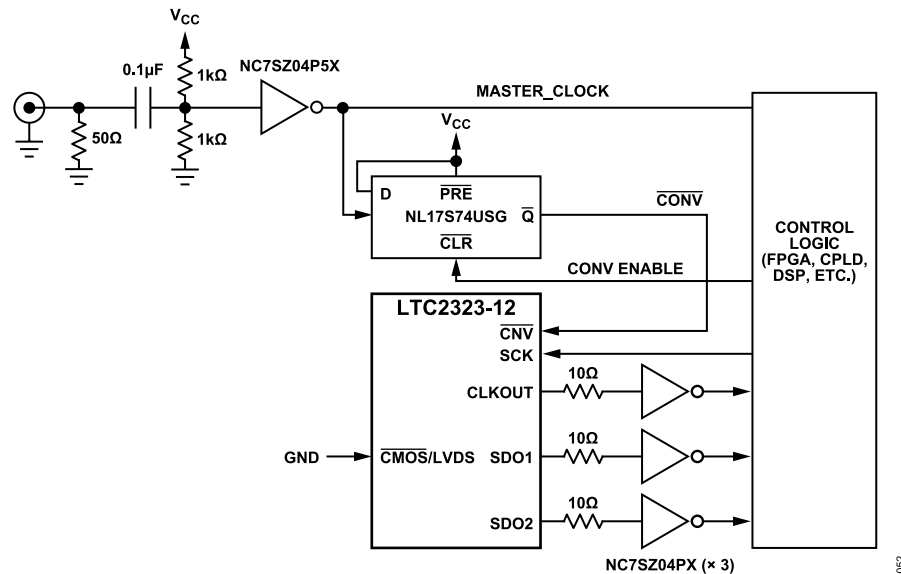 VCC
0.1µF
1kΩ
NC7SZ04P5X
MASTER_CLOCK
50Ω
1kΩ
VCC
D
PRE
NL17S74USG
Q
CLR
CONV
CONV ENABLE
CONTROL
LOGIC
(FPGA, CPLD,
DSP, ETC.)
LTC2323-12
CNV
SCK
CLKOUT
10Ω
GND
CMOS/LVDS
SDO1
10Ω
SDO2
10Ω
NC7SZ04PX (× 3)
052